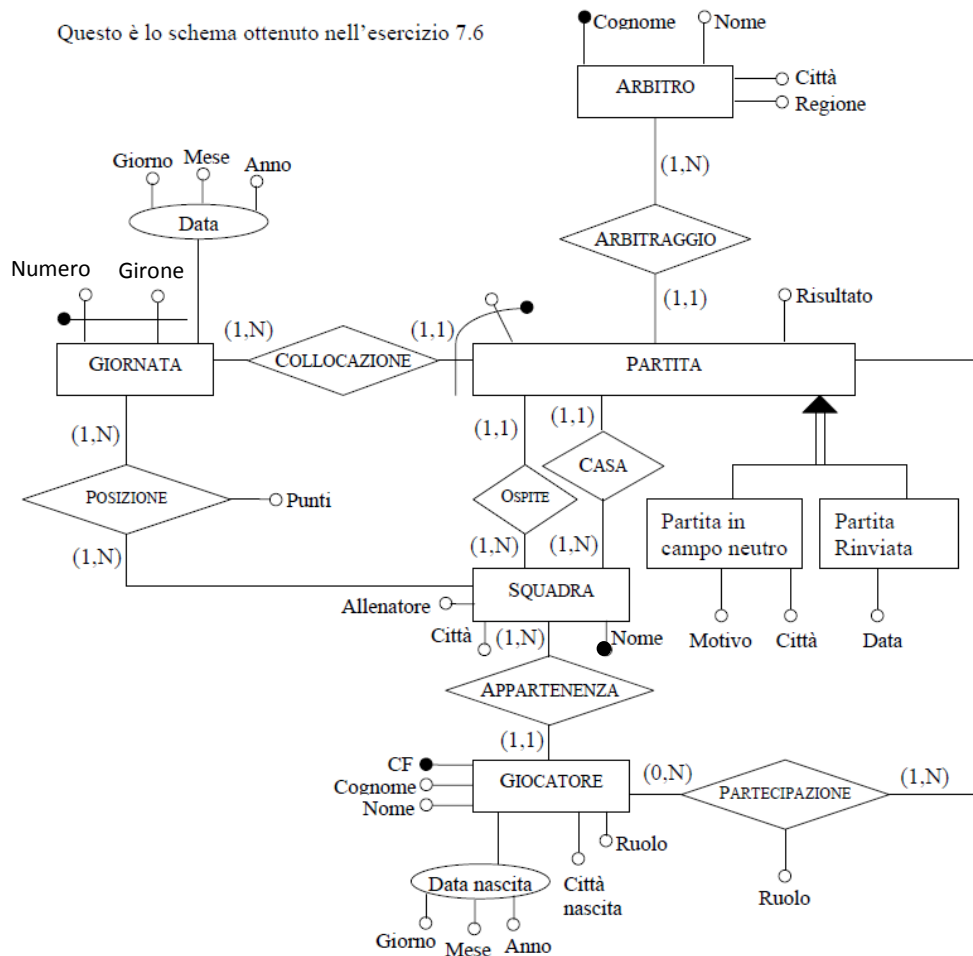 Questo è lo schema ottenuto nell'esercizio 7.6
Cognome
Nome
ARBITRO
Città
Regione
(1,N)
ARBITRAGGIO
(1,1)
Giorno
Mese
Anno
Data
Numero
Girone
Risultato
(1,N)
(1,1)
GIORNATA
COLLOCAZIONE
PARTITA
(1,N)
(1,1)
(1,1)
CASA
OSPITE
POSIZIONE
Punti
Partita in
campo neutro
Partita
Rinviata
(1,N)
(1,N)
(1,N)
SQUADRA
Allenatore
Città
(1,N)
Nome
Motivo
Città
Data
APPARTENENZA
(1,1)
CF
Cognome
Nome
GIOCATORE
(0,N)
PARTECIPAZIONE
(1,N)
Ruolo
Data nascita
Città
nascita
Ruolo
Giorno
Mese
Anno